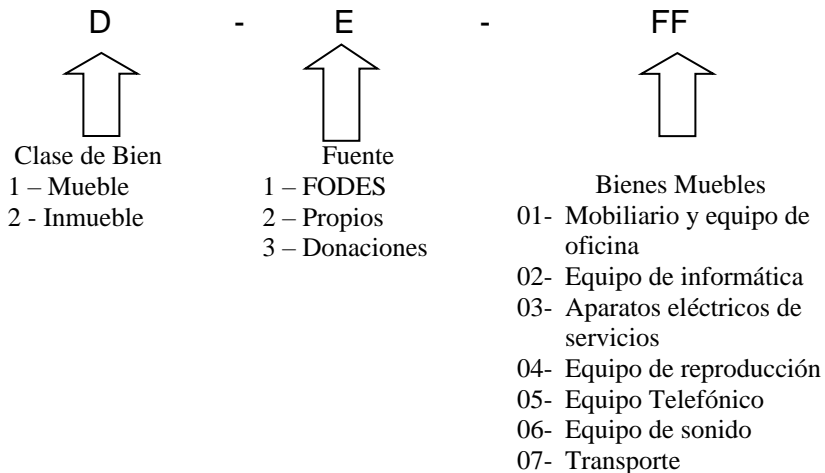 D - E - FF
Clase de Bien
1 – Mueble
2 - Inmueble
Fuente
1 – FODES
2 – Propios
3 – Donaciones
Bienes Muebles
01- Mobiliario y equipo de
oficina
02- Equipo de informática
03- Aparatos eléctricos de
servicios
04- Equipo de reproducción
05- Equipo Telefónico
06- Equipo de sonido
07- Transporte